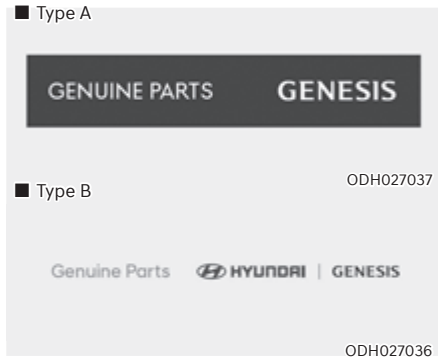 ■ Type A
GENUINE PARTS GENESIS
ODH027037
■ Type B
Genuine Parts HYUNDAI | GENESIS
ODH027036